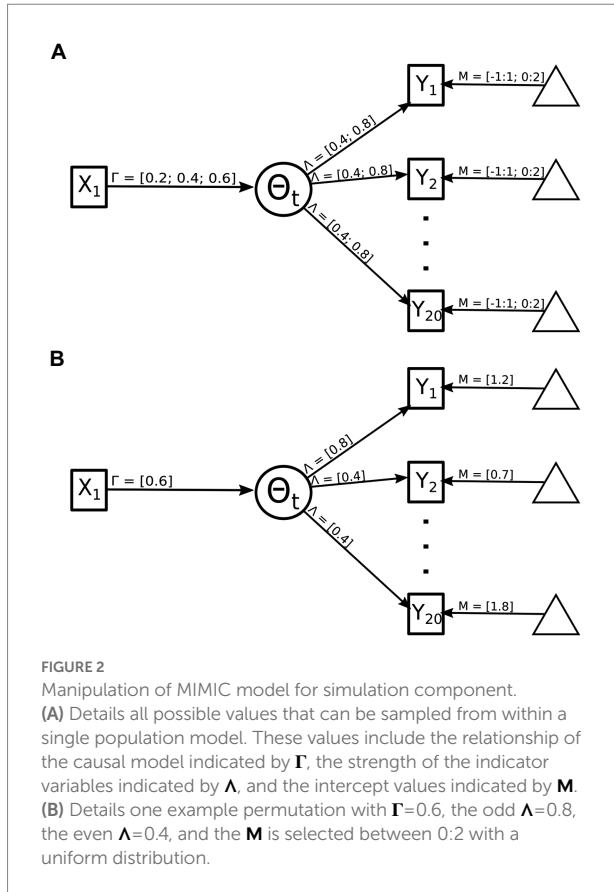 A
Y1
M = [-1:1; 0:2]
Λ = [0.4; 0.8]
X1
Γ = [0.2; 0.4; 0.6]
Θt
Λ = [0.4; 0.8]
Y2
M = [-1:1; 0:2]
Λ = [0.4; 0.8]
Y20
M = [-1:1; 0:2]
B
Y1
M = [1.2]
Λ = [0.8]
X1
Γ = [0.6]
Θt
Λ = [0.4]
Y2
M = [0.7]
Λ = [0.4]
Y20
M = [1.8]
FIGURE 2
Manipulation of MIMIC model for simulation component.
(A) Details all possible values that can be sampled from within a
single population model. These values include the relationship of
the causal model indicated by Γ, the strength of the indicator
variables indicated by Λ, and the intercept values indicated by M.
(B) Details one example permutation with Γ=0.6, the odd Λ=0.8,
the even Λ=0.4, and the M is selected between 0:2 with a
uniform distribution.